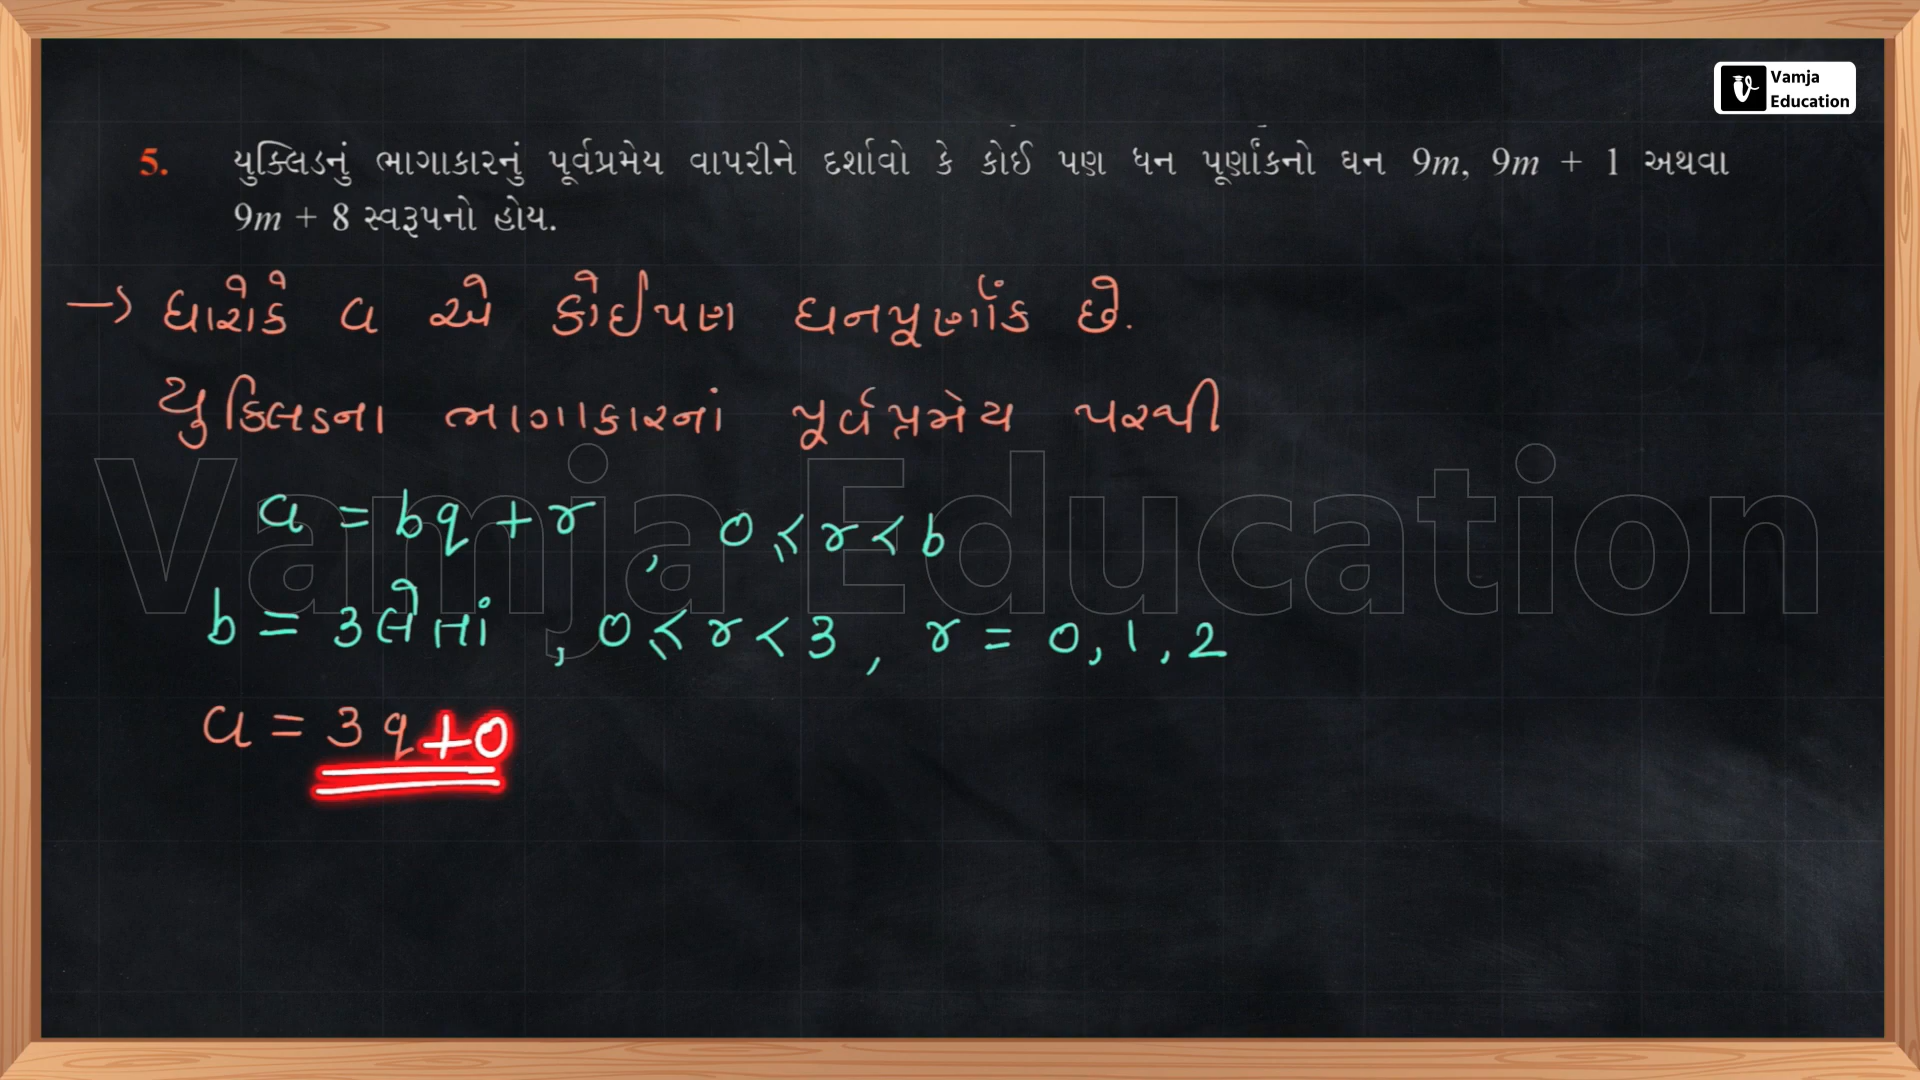 Vamja
Education
5. યુક્લિડનું ભાગાકારનું પૂર્વપ્રમેય વાપરીને દર્શાવો કે કોઈ પણ ધન પૂર્ણાંકનો ઘન 9m, 9m + 1 અથવા
9m + 8 સ્વરૂપનો હોય.
→ ધારોકે a એ કોઈપણ ધનપૂર્ણાંક છે.
યુક્લિડના ભાગાકારનાં પૂર્વપ્રમેય પરથી
a = bq + r , 0 ≤ r < b
b = 3 લેતાં , 0 ≤ r < 3 , r = 0, 1, 2
a = 3q + 0
Vamja Education